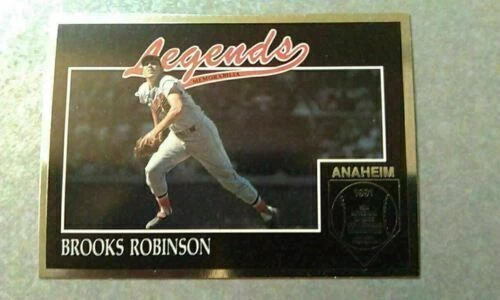 Legends
MEMORABILIA
ANAHEIM
1991
BROOKS ROBINSON